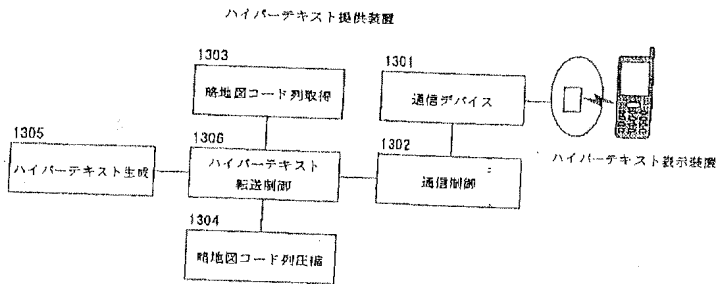 ハイパーテキスト提供装置
1303
略地図コード列取得
1301
通信デバイス
1305
ハイパーテキスト生成
1306
ハイパーテキスト
転送制御
1302
通信制御
ハイパーテキスト表示装置
1304
略地図コード列圧縮